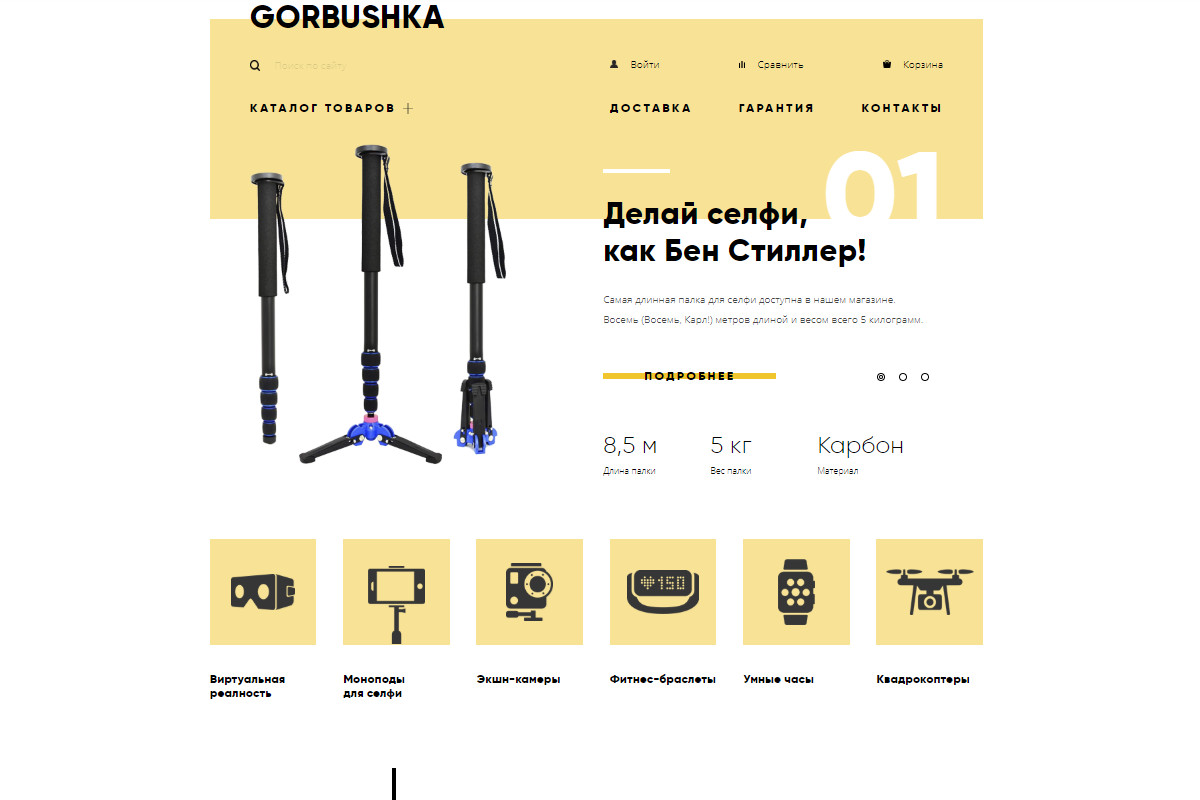 GORBUSHKA
Поиск по сайту
Войти
Сравнить
Корзина
КАТАЛОГ ТОВАРОВ
ДОСТАВКА
ГАРАНТИЯ
КОНТАКТЫ
01
Делай селфи,
как Бен Стиллер!
Самая длинная палка для селфи доступна в нашем магазине.
Восемь (Восемь, Карл!) метров длиной и весом всего 5 килограмм.
ПОДРОБНЕЕ
8,5 м
Длина палки
5 кг
Вес палки
Карбон
Материал
150
Виртуальная
реалность
Моноподы
для селфи
Экшн-камеры
Фитнес-браслеты
Умные часы
Квадрокоптеры